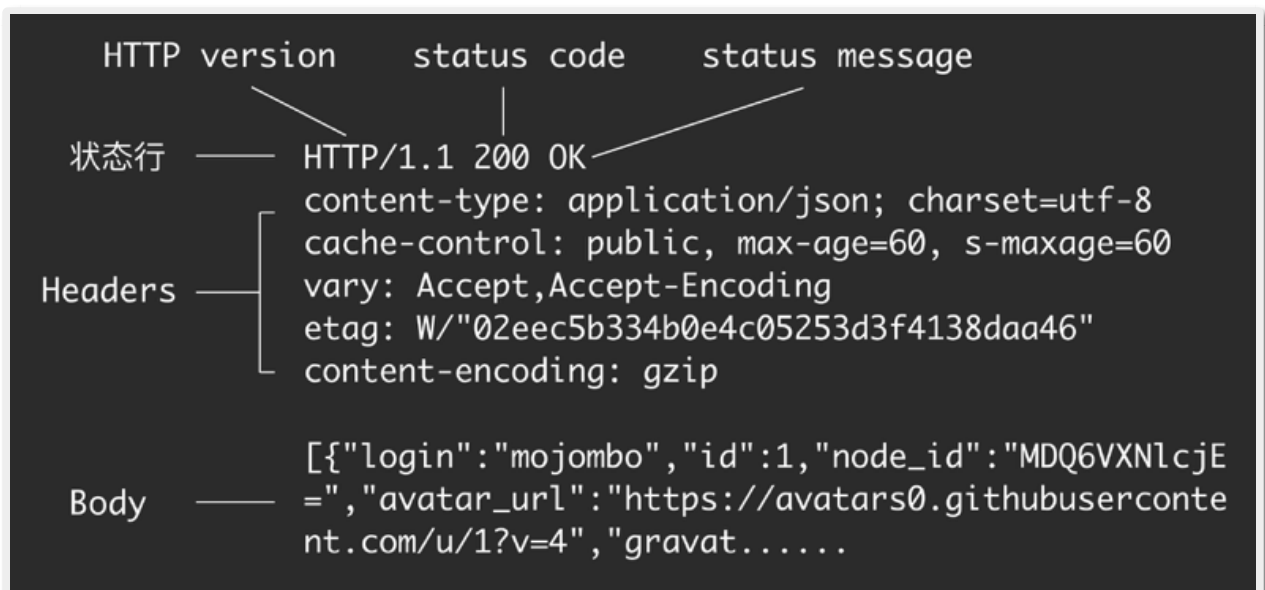 HTTP version status code status message
状态行 HTTP/1.1 200 OK
content-type: application/json; charset=utf-8
cache-control: public, max-age=60, s-maxage=60
Headers vary: Accept,Accept-Encoding
etag: W/"02eec5b334b0e4c05253d3f4138daa46"
content-encoding: gzip
[{"login":"mojombo","id":1,"node_id":"MDQ6VXNlcjE
Body =","avatar_url":"https://avatars0.githubuserconte
nt.com/u/1?v=4","gravat......